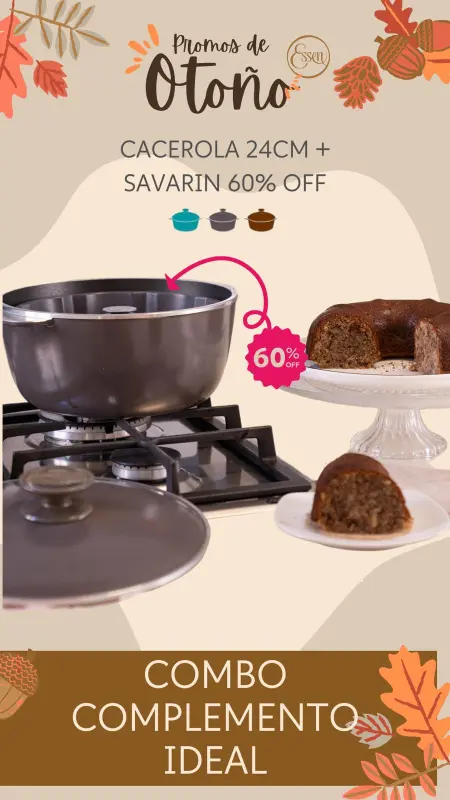 Promos de
Otoño
Essen
CACEROLA 24CM +
SAVARIN 60% OFF
60%
OFF
COMBO
COMPLEMENTO
IDEAL